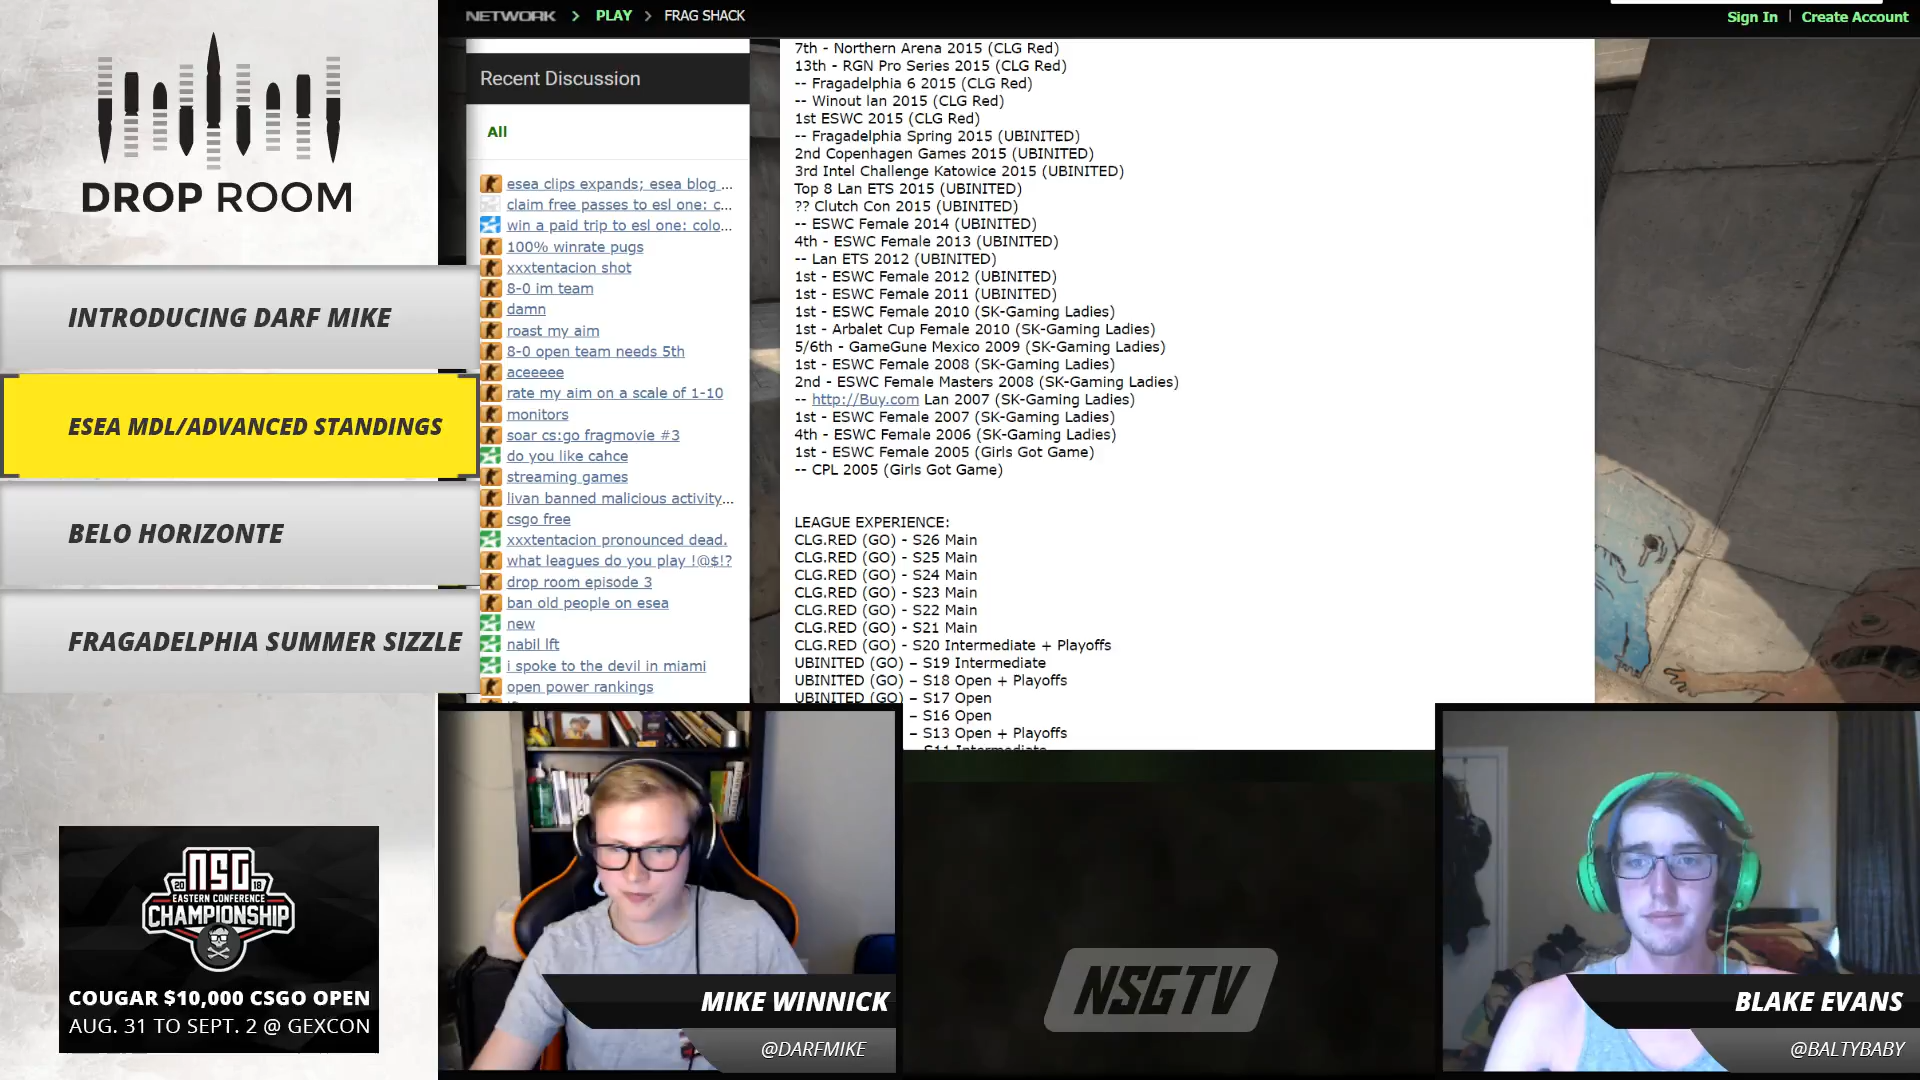 NETWORK > PLAY > FRAG SHACK
Sign In | Create Account
DROP ROOM
INTRODUCING DARF MIKE
ESEA MDL/ADVANCED STANDINGS
BELO HORIZONTE
FRAGADELPHIA SUMMER SIZZLE
NSG
20 18
EASTERN CONFERENCE
CHAMPIONSHIP
COUGAR $10,000 CSGO OPEN
AUG. 31 TO SEPT. 2 @ GEXCON
Recent Discussion
All
esea clips expands; esea blog ...
claim free passes to esl one: c...
win a paid trip to esl one: colo...
100% winrate pugs
xxxtentacion shot
8-0 im team
damn
roast my aim
8-0 open team needs 5th
aceeeee
rate my aim on a scale of 1-10
monitors
soar cs:go fragmovie #3
do you like cahce
streaming games
livan banned malicious activity...
csgo free
xxxtentacion pronounced dead.
what leagues do you play !@$!?
drop room episode 3
ban old people on esea
new
nabil lft
i spoke to the devil in miami
open power rankings
7th - Northern Arena 2015 (CLG Red)
13th - RGN Pro Series 2015 (CLG Red)
-- Fragadelphia 6 2015 (CLG Red)
-- Winout lan 2015 (CLG Red)
1st ESWC 2015 (CLG Red)
-- Fragadelphia Spring 2015 (UBINITED)
2nd Copenhagen Games 2015 (UBINITED)
3rd Intel Challenge Katowice 2015 (UBINITED)
Top 8 Lan ETS 2015 (UBINITED)
?? Clutch Con 2015 (UBINITED)
-- ESWC Female 2014 (UBINITED)
4th - ESWC Female 2013 (UBINITED)
-- Lan ETS 2012 (UBINITED)
1st - ESWC Female 2012 (UBINITED)
1st - ESWC Female 2011 (UBINITED)
1st - ESWC Female 2010 (SK-Gaming Ladies)
1st - Arbalet Cup Female 2010 (SK-Gaming Ladies)
5/6th - GameGune Mexico 2009 (SK-Gaming Ladies)
1st - ESWC Female 2008 (SK-Gaming Ladies)
2nd - ESWC Female Masters 2008 (SK-Gaming Ladies)
-- http://Buy.com Lan 2007 (SK-Gaming Ladies)
1st - ESWC Female 2007 (SK-Gaming Ladies)
4th - ESWC Female 2006 (SK-Gaming Ladies)
1st - ESWC Female 2005 (Girls Got Game)
-- CPL 2005 (Girls Got Game)
LEAGUE EXPERIENCE:
CLG.RED (GO) - S26 Main
CLG.RED (GO) - S25 Main
CLG.RED (GO) - S24 Main
CLG.RED (GO) - S23 Main
CLG.RED (GO) - S22 Main
CLG.RED (GO) - S21 Main
CLG.RED (GO) - S20 Intermediate + Playoffs
UBINITED (GO) – S19 Intermediate
UBINITED (GO) – S18 Open + Playoffs
UBINITED (GO) – S17 Open
– S16 Open
– S13 Open + Playoffs
– S11 Intermediate
MIKE WINNICK
@DARFMIKE
NSGTV
BLAKE EVANS
@BALTYBABY